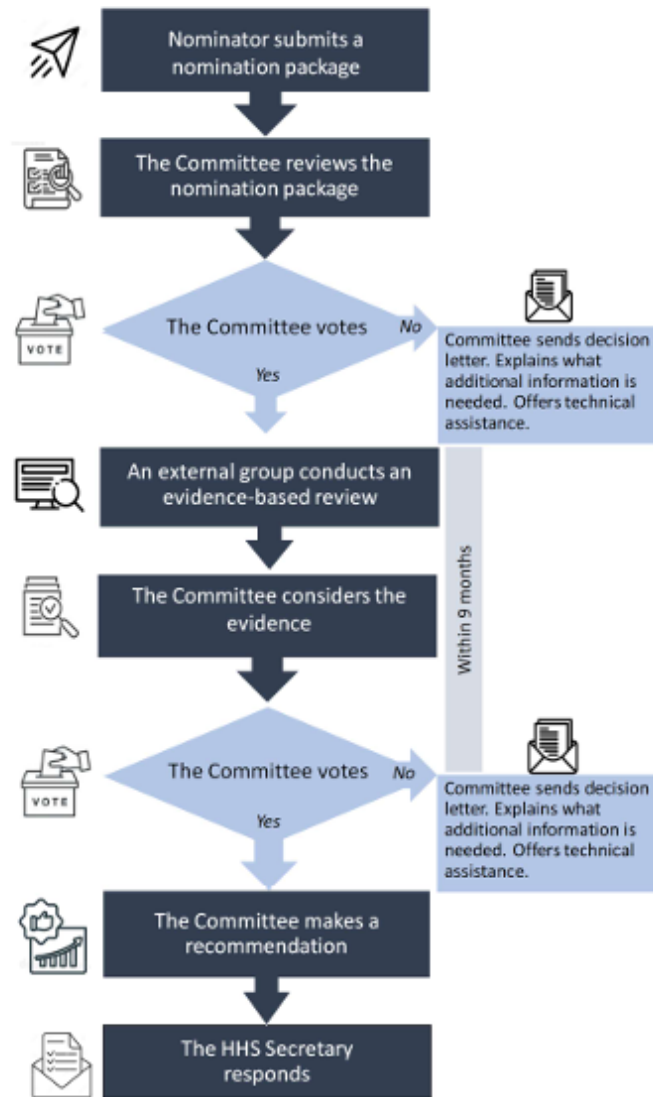 Nominator submits a
nomination package
The Committee reviews the
nomination package
The Committee votes
No
Yes
VOTE
Committee sends decision
letter. Explains what
additional information is
needed. Offers technical
assistance.
An external group conducts an
evidence-based review
The Committee considers the
evidence
Within 9 months
The Committee votes
No
Yes
VOTE
Committee sends decision
letter. Explains what
additional information is
needed. Offers technical
assistance.
The Committee makes a
recommendation
The HHS Secretary
responds